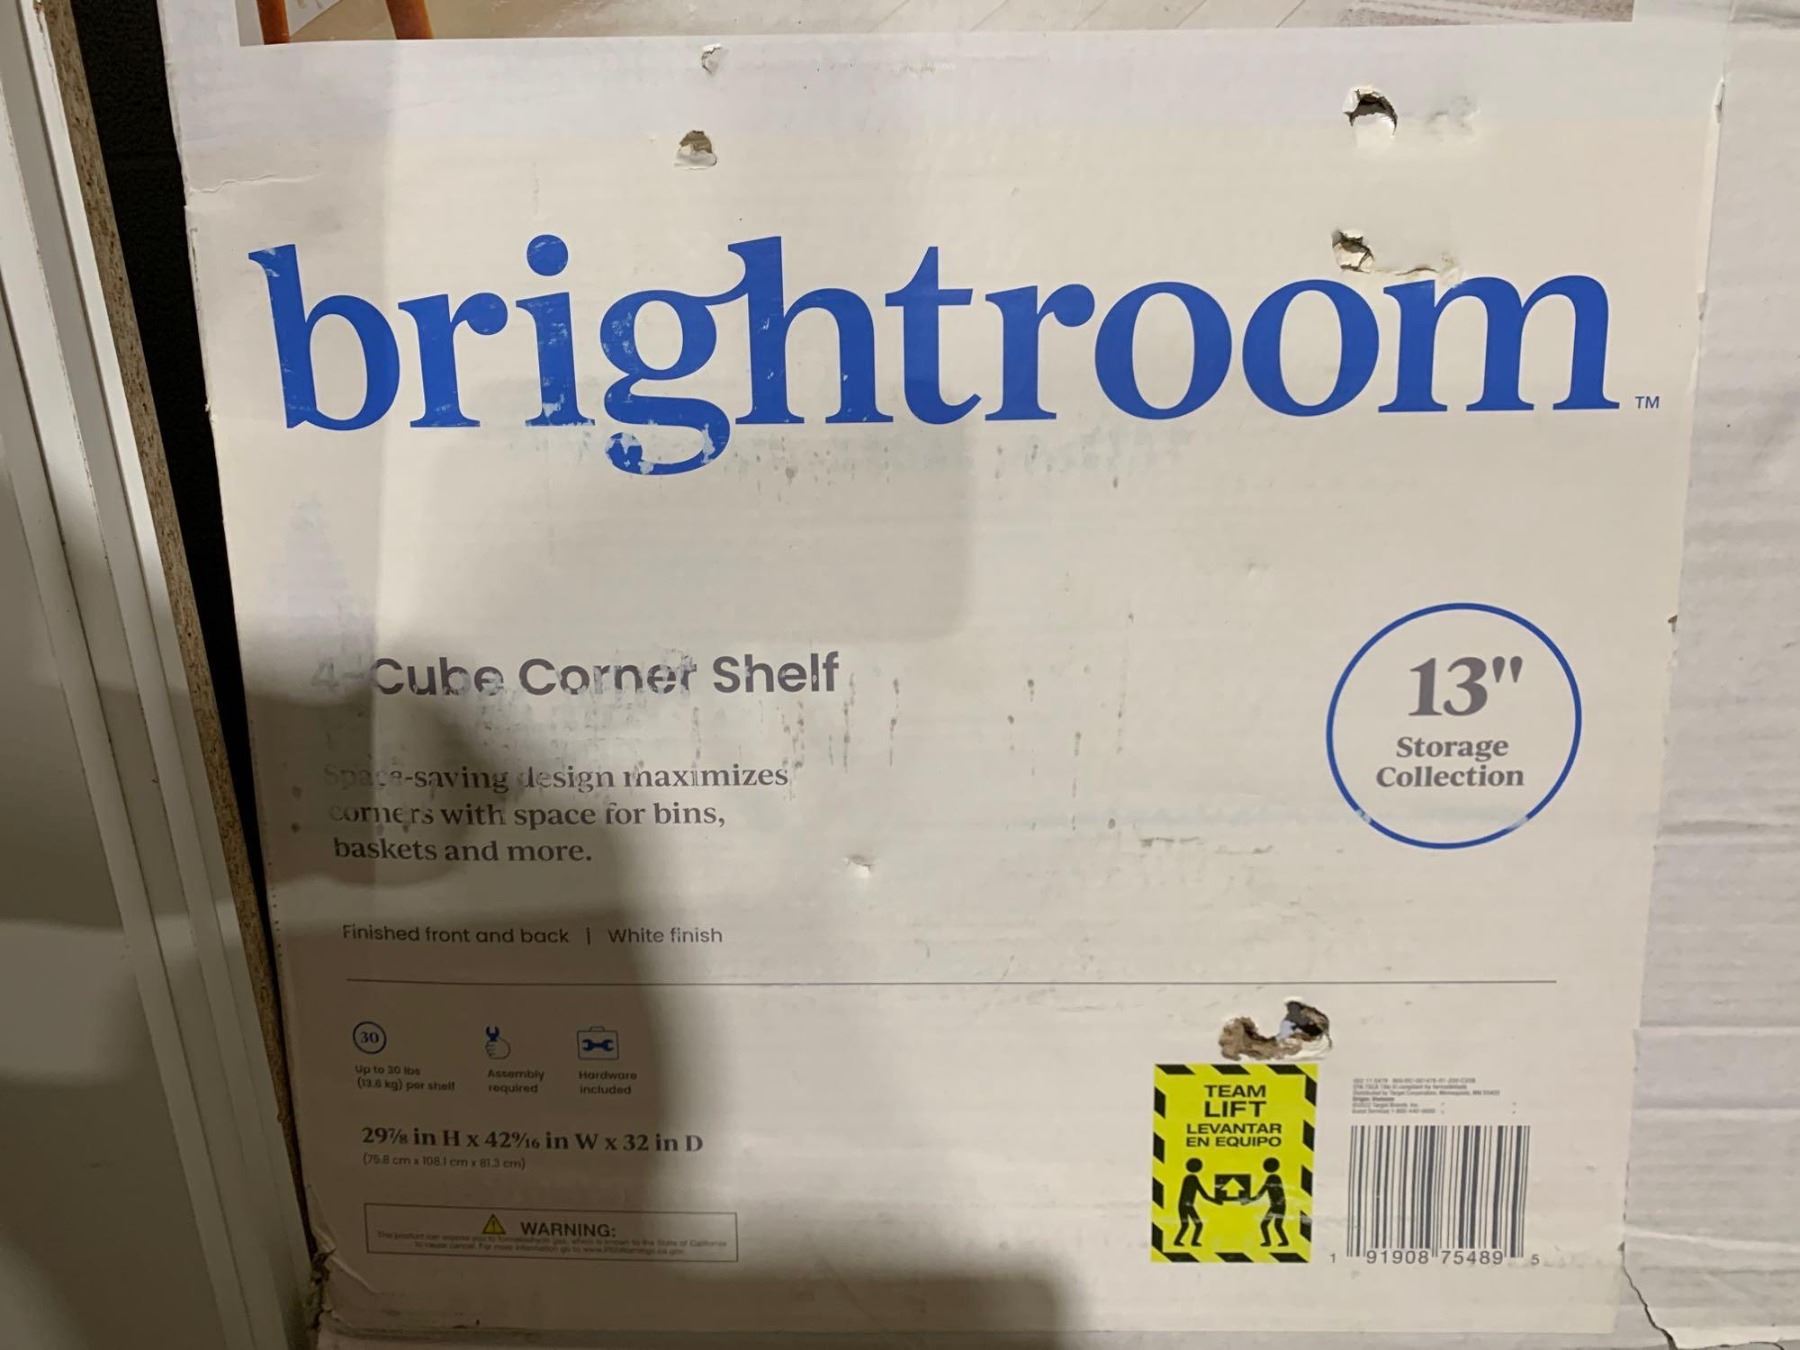 brightroom™
4-Cube Corner Shelf
Space-saving design maximizes
corners with space for bins,
baskets and more.
13"
Storage
Collection
Finished front and back | White finish
30
Up to 30 lbs
(13.6 kg) per shelf
Assembly
required
Hardware
included
29⅞ in H x 42⁹⁄₁₆ in W x 32 in D
(75.8 cm x 108.1 cm x 81.3 cm)
WARNING:
TEAM
LIFT
LEVANTAR
EN EQUIPO
1 91908 75489 5